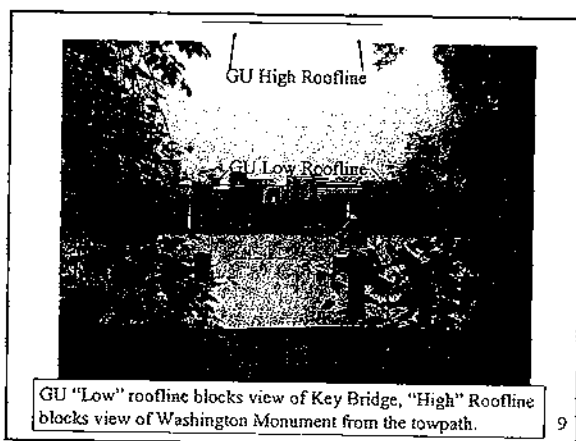 GU High Roofline
GU Low Roofline
GU "Low" roofline blocks view of Key Bridge, "High" Roofline
blocks view of Washington Monument from the towpath.
9